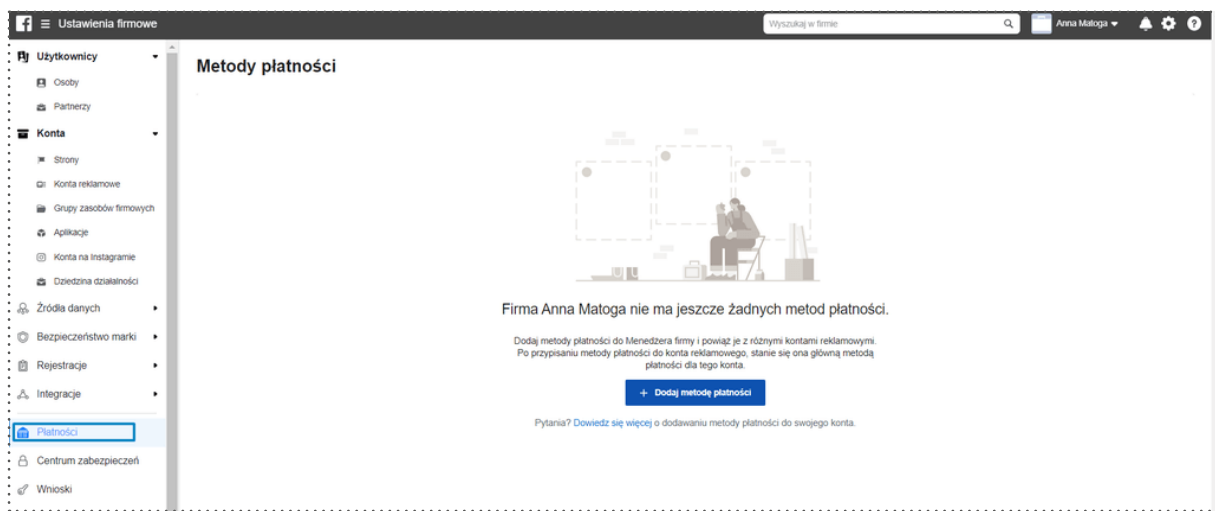 Ustawienia firmowe
Wyszukaj w firmie
Anna Matoga
Użytkownicy
Osoby
Partnerzy
Konta
Strony
Konta reklamowe
Grupy zasobów firmowych
Aplikacje
Konta na Instagramie
Dziedzina działalności
Źródła danych
Bezpieczeństwo marki
Rejestracje
Integracje
Płatności
Centrum zabezpieczeń
Wnioski
Metody płatności
Firma Anna Matoga nie ma jeszcze żadnych metod płatności.
Dodaj metody płatności do Menedżera firmy i powiąż je z różnymi kontami reklamowymi.
Po przypisaniu metody płatności do konta reklamowego, stanie się ona główną metodą
płatności dla tego konta.
+ Dodaj metodę płatności
Pytania? Dowiedz się więcej o dodawaniu metody płatności do swojego konta.